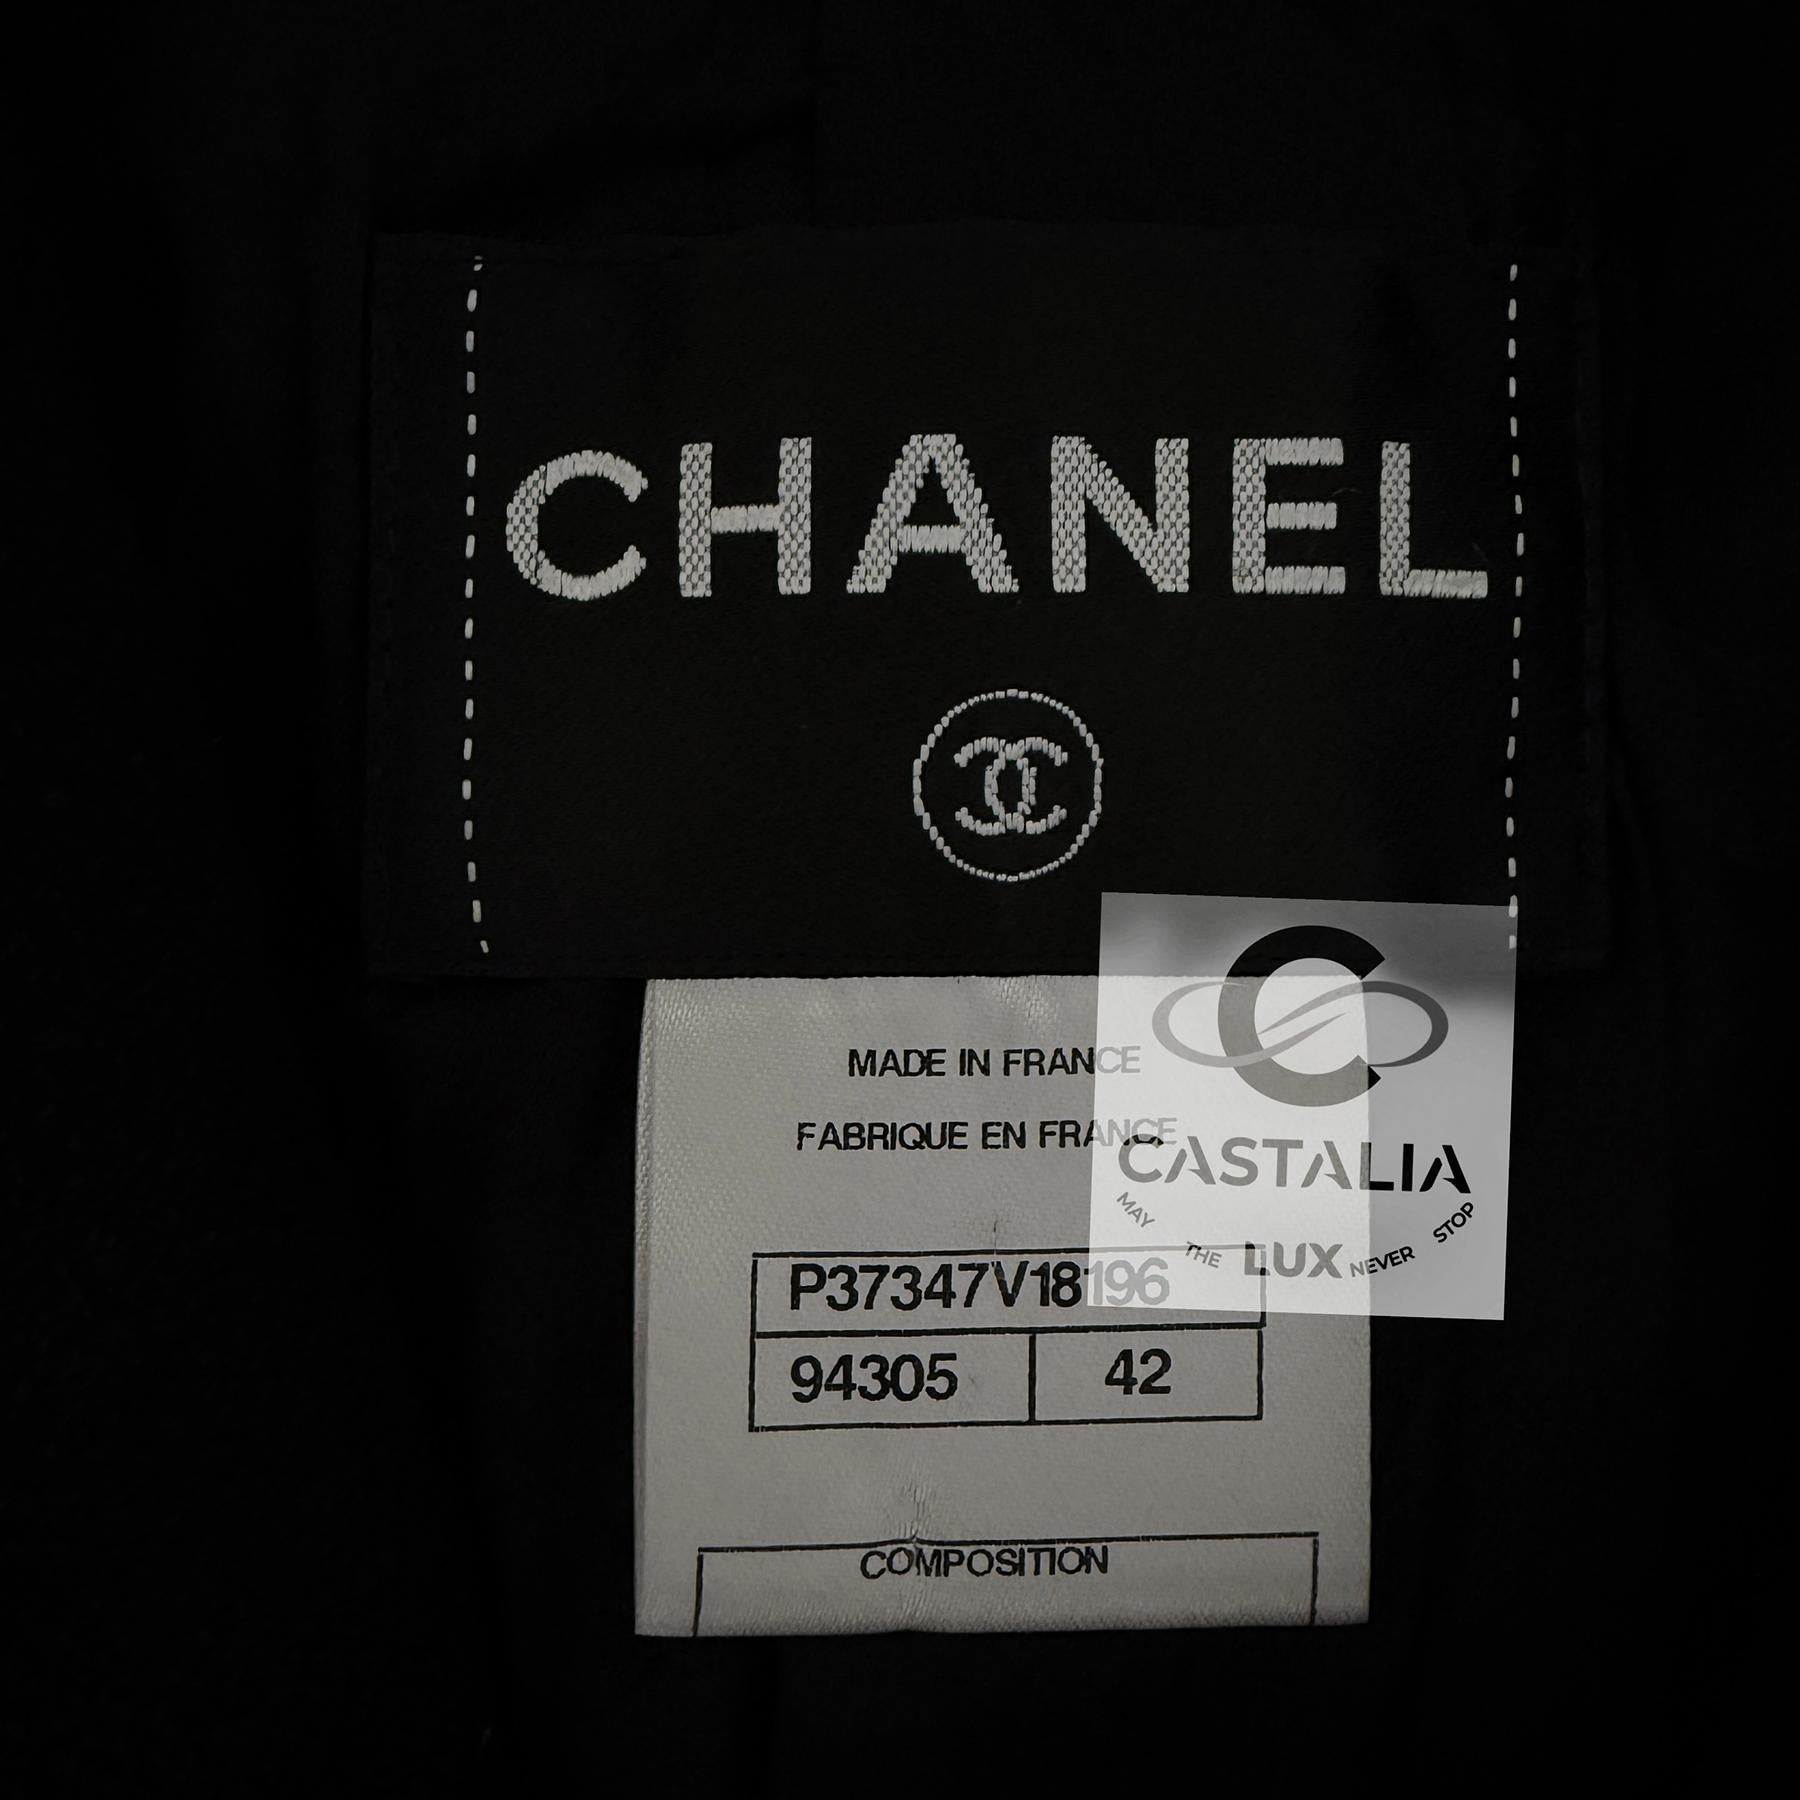 CHANEL
MADE IN FRANCE
FABRIQUE EN FRANCE
CASTALIA
MAY THE LUX NEVER STOP
P37347V18196
94305 42
COMPOSITION